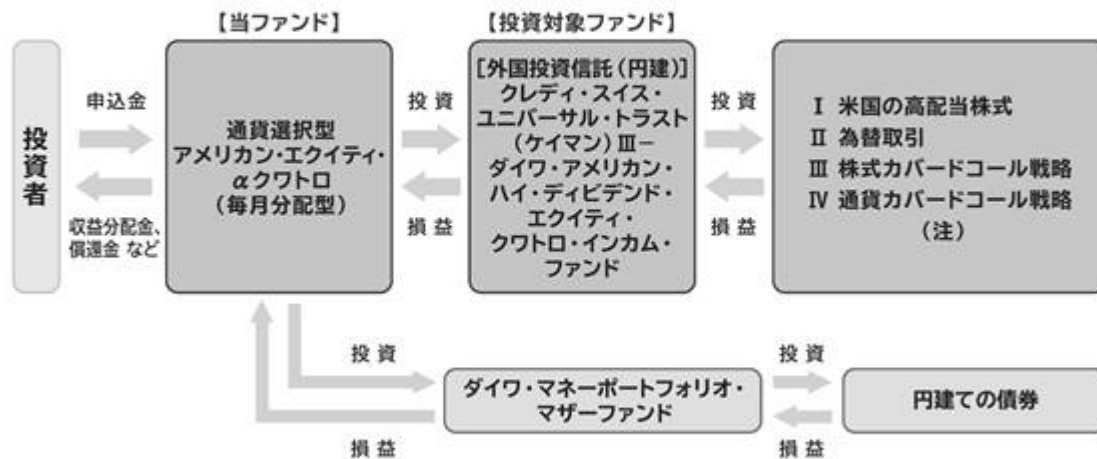 【当ファンド】
【投資対象ファンド】
投資者
申込金
収益分配金、
償還金 など
通貨選択型
アメリカン・エクイティ・
αクワトロ
(毎月分配型)
投資
損益
[外国投資信託(円建)]
クレディ・スイス・
ユニバーサル・トラスト
(ケイマン)Ⅲ－
ダイワ・アメリカン・
ハイ・ディビデンド・
エクイティ・
クワトロ・インカム・
ファンド
投資
損益
Ⅰ 米国の高配当株式
Ⅱ 為替取引
Ⅲ 株式カバードコール戦略
Ⅳ 通貨カバードコール戦略
(注)
投資
損益
ダイワ・マネーポートフォリオ・
マザーファンド
投資
損益
円建ての債券